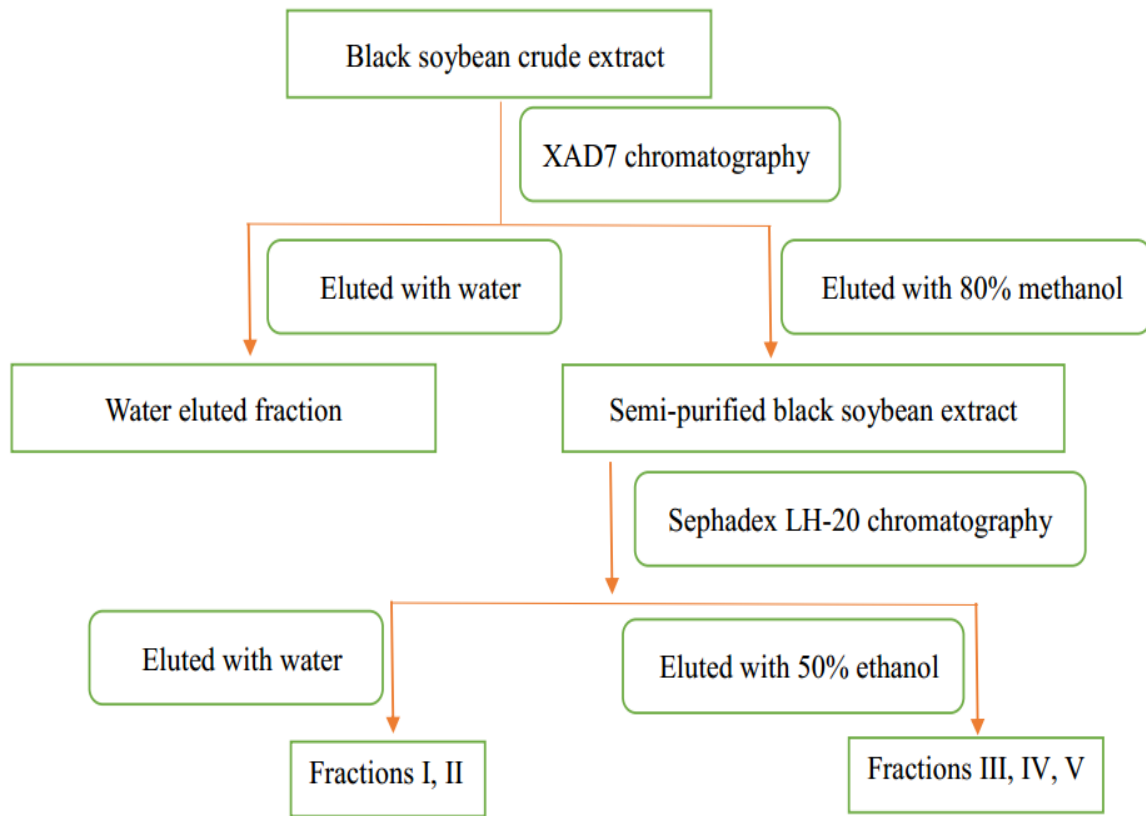 Black soybean crude extract
XAD7 chromatography
Eluted with water
Eluted with 80% methanol
Water eluted fraction
Semi-purified black soybean extract
Sephadex LH-20 chromatography
Eluted with water
Eluted with 50% ethanol
Fractions I, II
Fractions III, IV, V